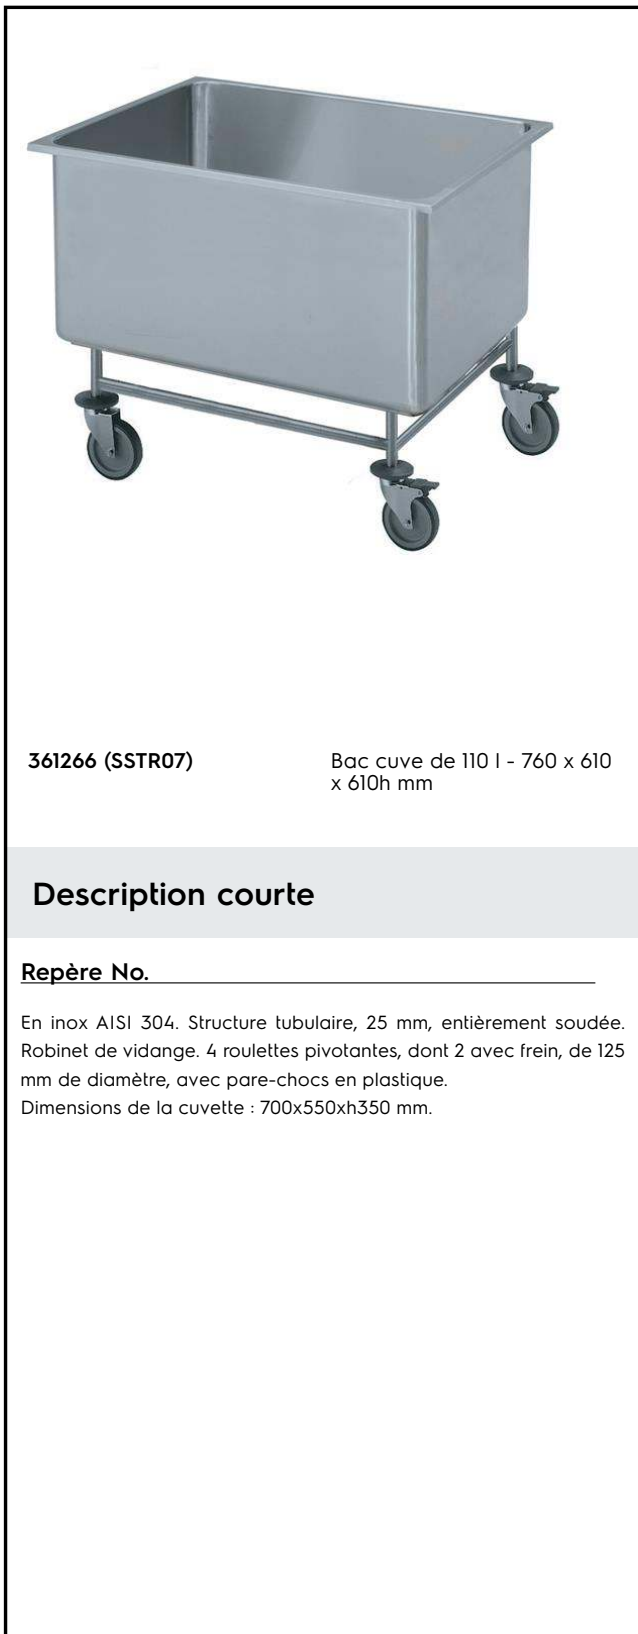 361266 (SSTR07)
Bac cuve de 110 l - 760 x 610
x 610h mm
Description courte
Repère No.
En inox AISI 304. Structure tubulaire, 25 mm, entièrement soudée.
Robinet de vidange. 4 roulettes pivotantes, dont 2 avec frein, de 125
mm de diamètre, avec pare-chocs en plastique.
Dimensions de la cuvette : 700x550xh350 mm.